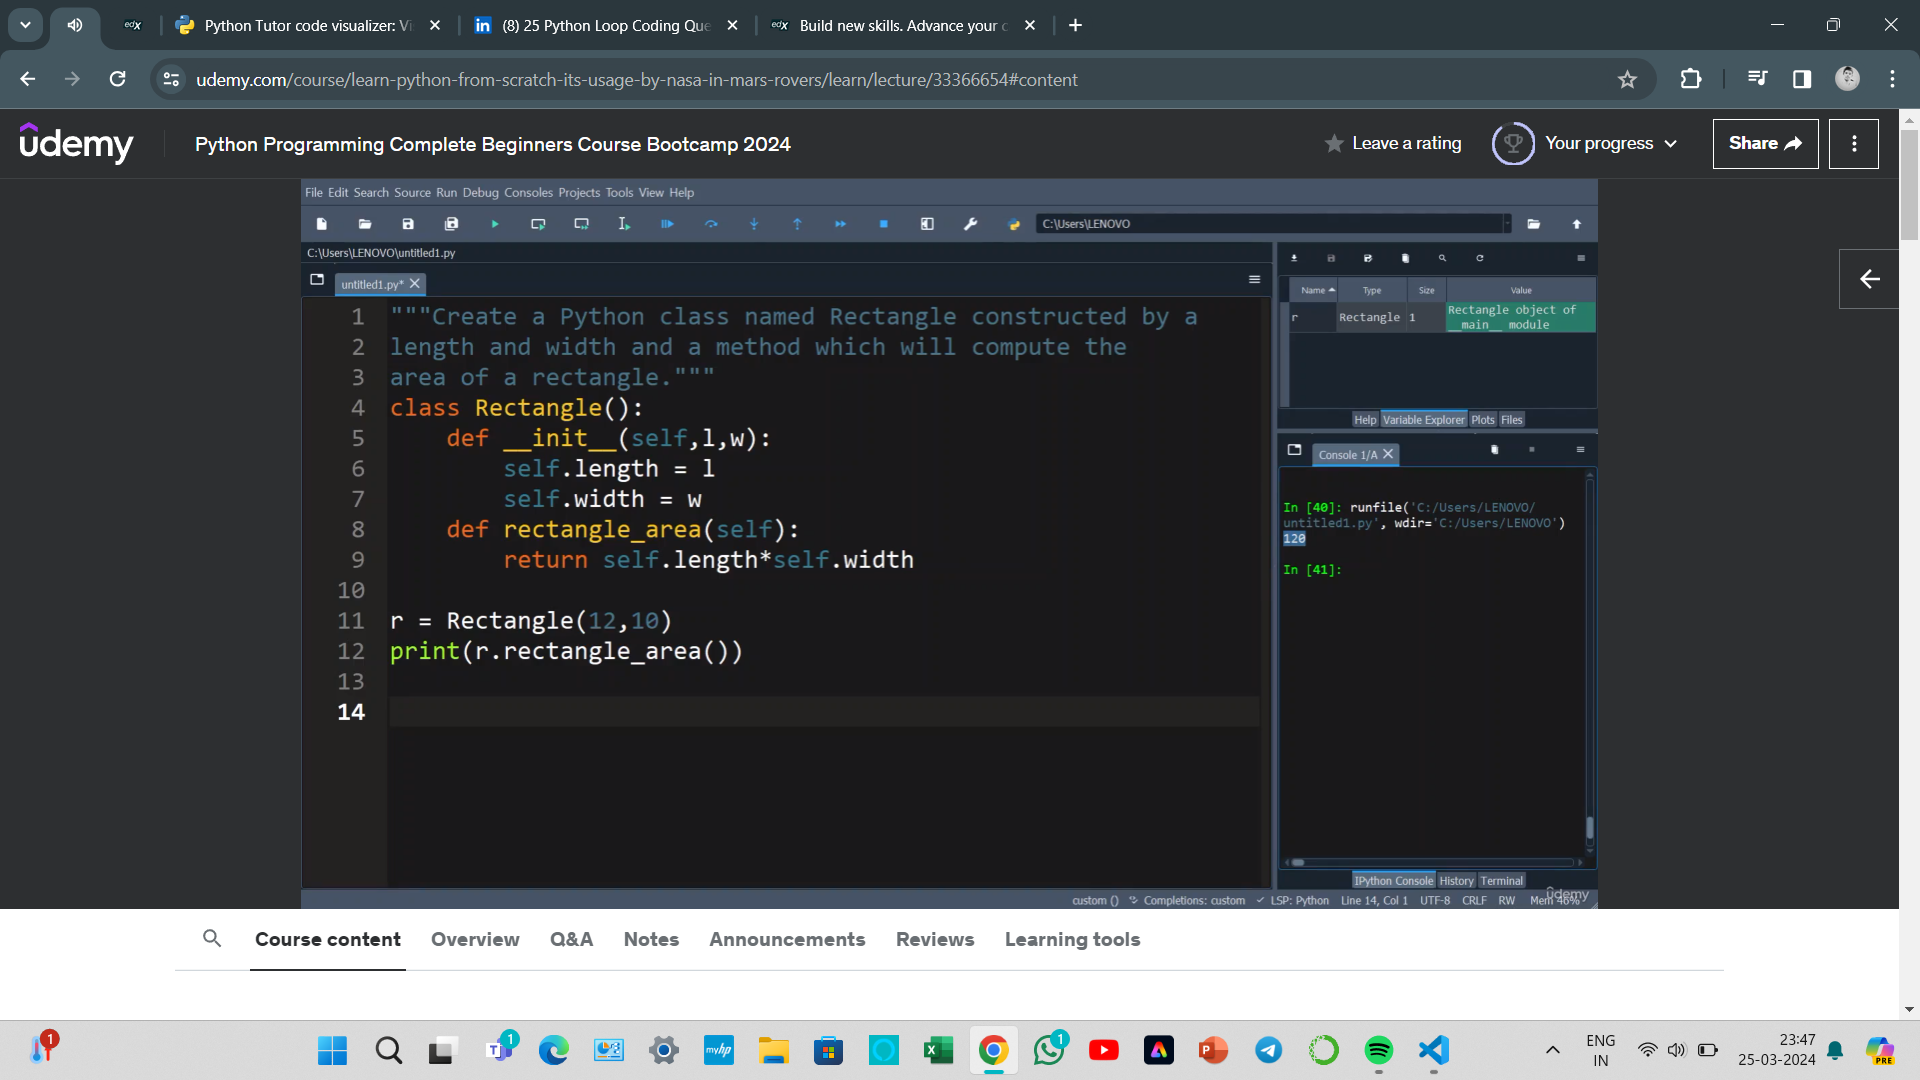 edX
Python Tutor code visualizer: Vi
in (8) 25 Python Loop Coding Que
edX Build new skills. Advance your c
udemy.com/course/learn-python-from-scratch-its-usage-by-nasa-in-mars-rovers/learn/lecture/33366654#content
udemy
Python Programming Complete Beginners Course Bootcamp 2024
Leave a rating
Your progress
Share
File Edit Search Source Run Debug Consoles Projects Tools View Help
C:\Users\LENOVO
C:\Users\LENOVO\untitled1.py
untitled1.py*
1 """Create a Python class named Rectangle constructed by a
2 length and width and a method which will compute the
3 area of a rectangle."""
4 class Rectangle():
5 def __init__(self,l,w):
6 self.length = l
7 self.width = w
8 def rectangle_area(self):
9 return self.length*self.width
10
11 r = Rectangle(12,10)
12 print(r.rectangle_area())
13
14
Name Type Size Value
r Rectangle 1 Rectangle object of
__main__ module
Help Variable Explorer Plots Files
Console 1/A
In [40]: runfile('C:/Users/LENOVO/
untitled1.py', wdir='C:/Users/LENOVO')
120
In [41]:
IPython Console History Terminal
udemy
custom () Completions: custom LSP: Python Line 14, Col 1 UTF-8 CRLF RW Mem 46%
Course content Overview Q&A Notes Announcements Reviews Learning tools
1
T 1
myhp
1
P
ENG
IN
23:47
25-03-2024
PRE